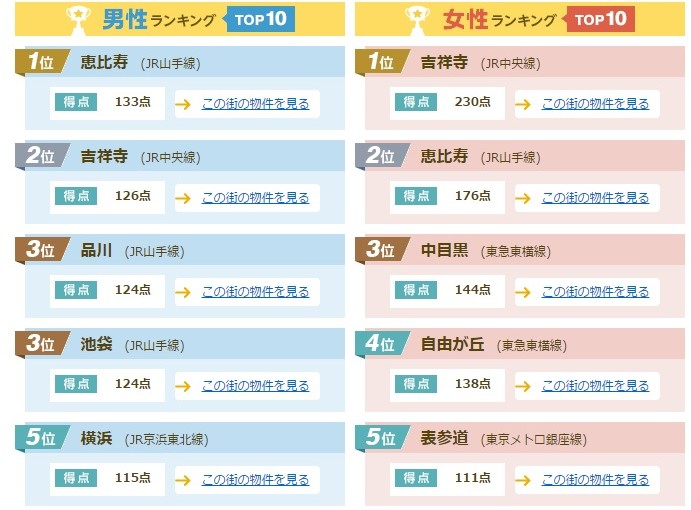 男性ランキング TOP10
1位 恵比寿 (JR山手線)
得点 133点 この街の物件を見る
2位 吉祥寺 (JR中央線)
得点 126点 この街の物件を見る
3位 品川 (JR山手線)
得点 124点 この街の物件を見る
3位 池袋 (JR山手線)
得点 124点 この街の物件を見る
5位 横浜 (JR京浜東北線)
得点 115点 この街の物件を見る
女性ランキング TOP10
1位 吉祥寺 (JR中央線)
得点 230点 この街の物件を見る
2位 恵比寿 (JR山手線)
得点 176点 この街の物件を見る
3位 中目黒 (東急東横線)
得点 144点 この街の物件を見る
4位 自由が丘 (東急東横線)
得点 138点 この街の物件を見る
5位 表参道 (東京メトロ銀座線)
得点 111点 この街の物件を見る